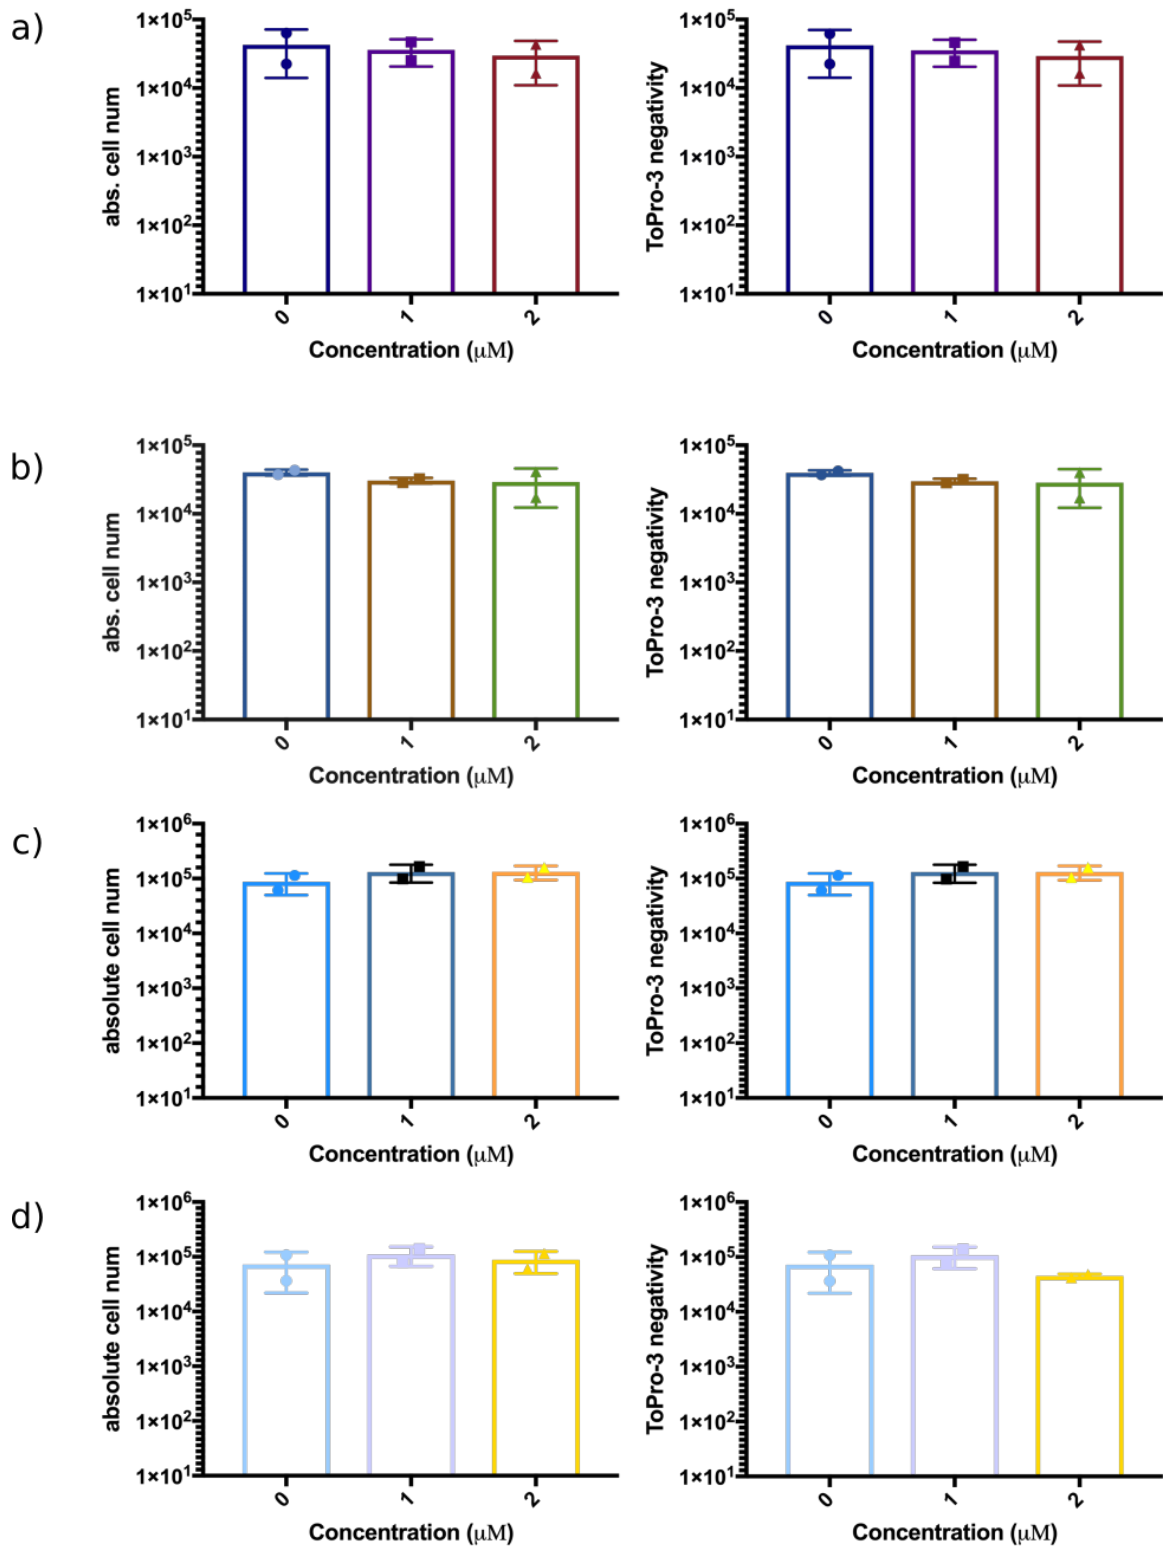 a)
abs. cell num
1×10⁵
1×10⁴
1×10³
1×10²
1×10¹
0 1 2
Concentration (μM)
ToPro-3 negativity
1×10⁵
1×10⁴
1×10³
1×10²
1×10¹
0 1 2
Concentration (μM)
b)
abs. cell num
1×10⁵
1×10⁴
1×10³
1×10²
1×10¹
0 1 2
Concentration (μM)
ToPro-3 negativity
1×10⁵
1×10⁴
1×10³
1×10²
1×10¹
0 1 2
Concentration (μM)
c)
absolute cell num
1×10⁶
1×10⁵
1×10⁴
1×10³
1×10²
1×10¹
0 1 2
Concentration (μM)
ToPro-3 negativity
1×10⁶
1×10⁵
1×10⁴
1×10³
1×10²
1×10¹
0 1 2
Concentration (μM)
d)
absolute cell num
1×10⁶
1×10⁵
1×10⁴
1×10³
1×10²
1×10¹
0 1 2
Concentration (μM)
ToPro-3 negativity
1×10⁶
1×10⁵
1×10⁴
1×10³
1×10²
1×10¹
0 1 2
Concentration (μM)